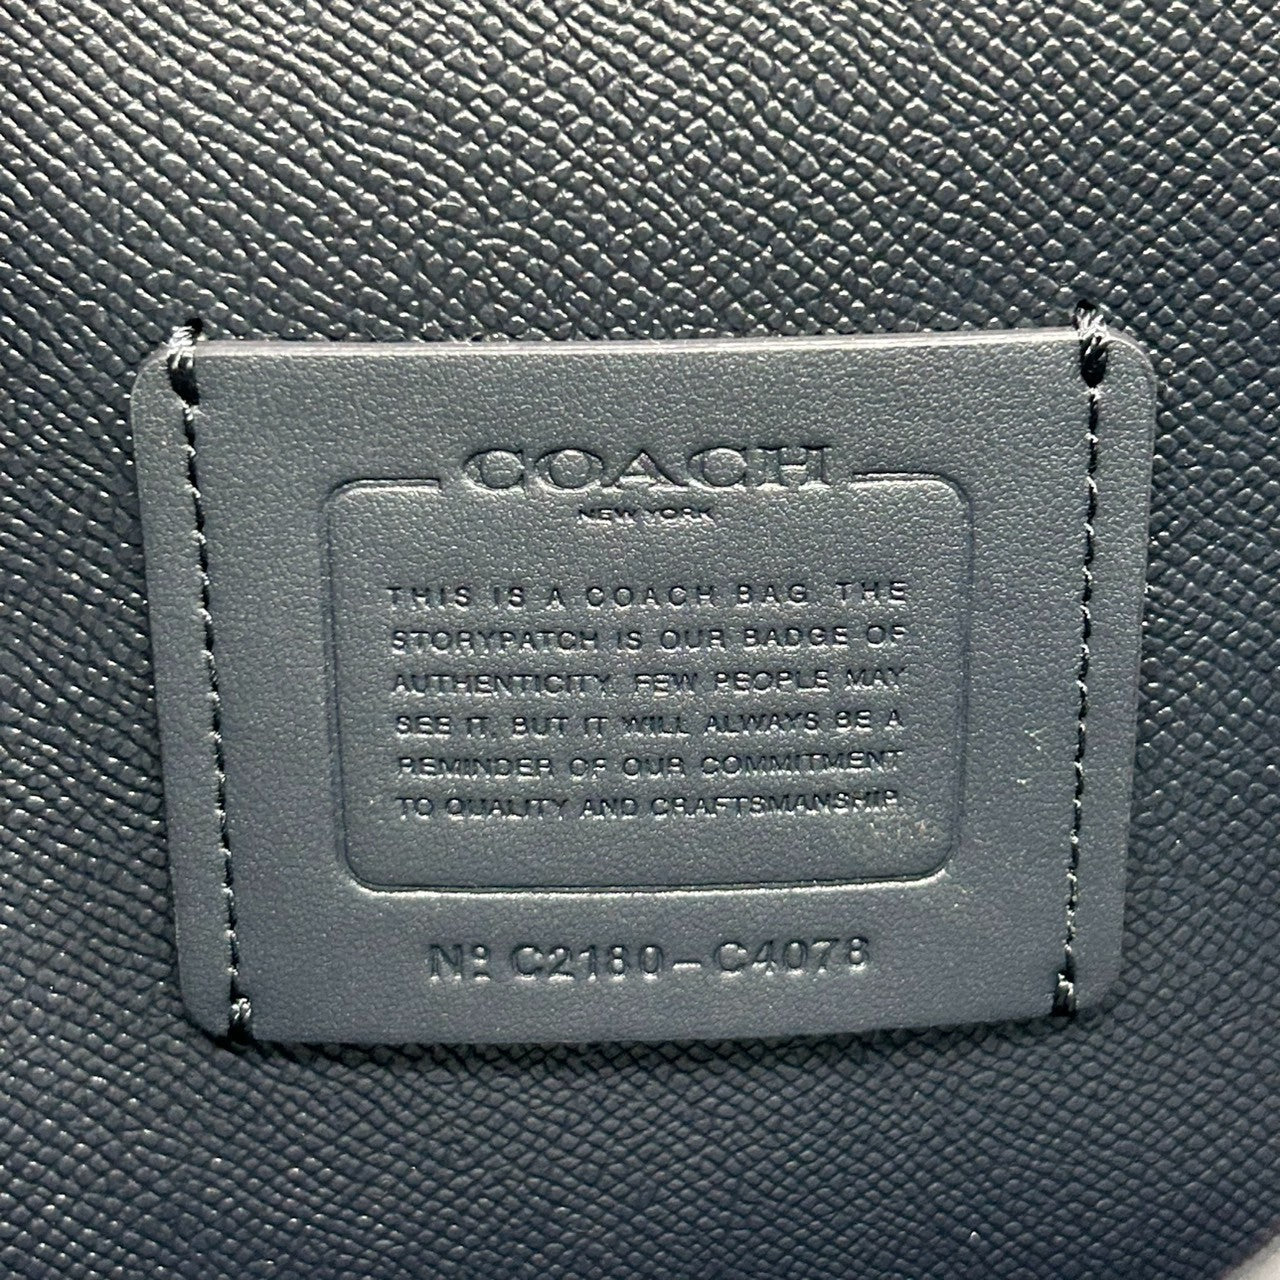 COACH
NEW YORK
THIS IS A COACH BAG. THE
STORYPATCH IS OUR BADGE OF
AUTHENTICITY. FEW PEOPLE MAY
SEE IT, BUT IT WILL ALWAYS BE A
REMINDER OF OUR COMMITMENT
TO QUALITY AND CRAFTSMANSHIP.
Nº C2180-C4078